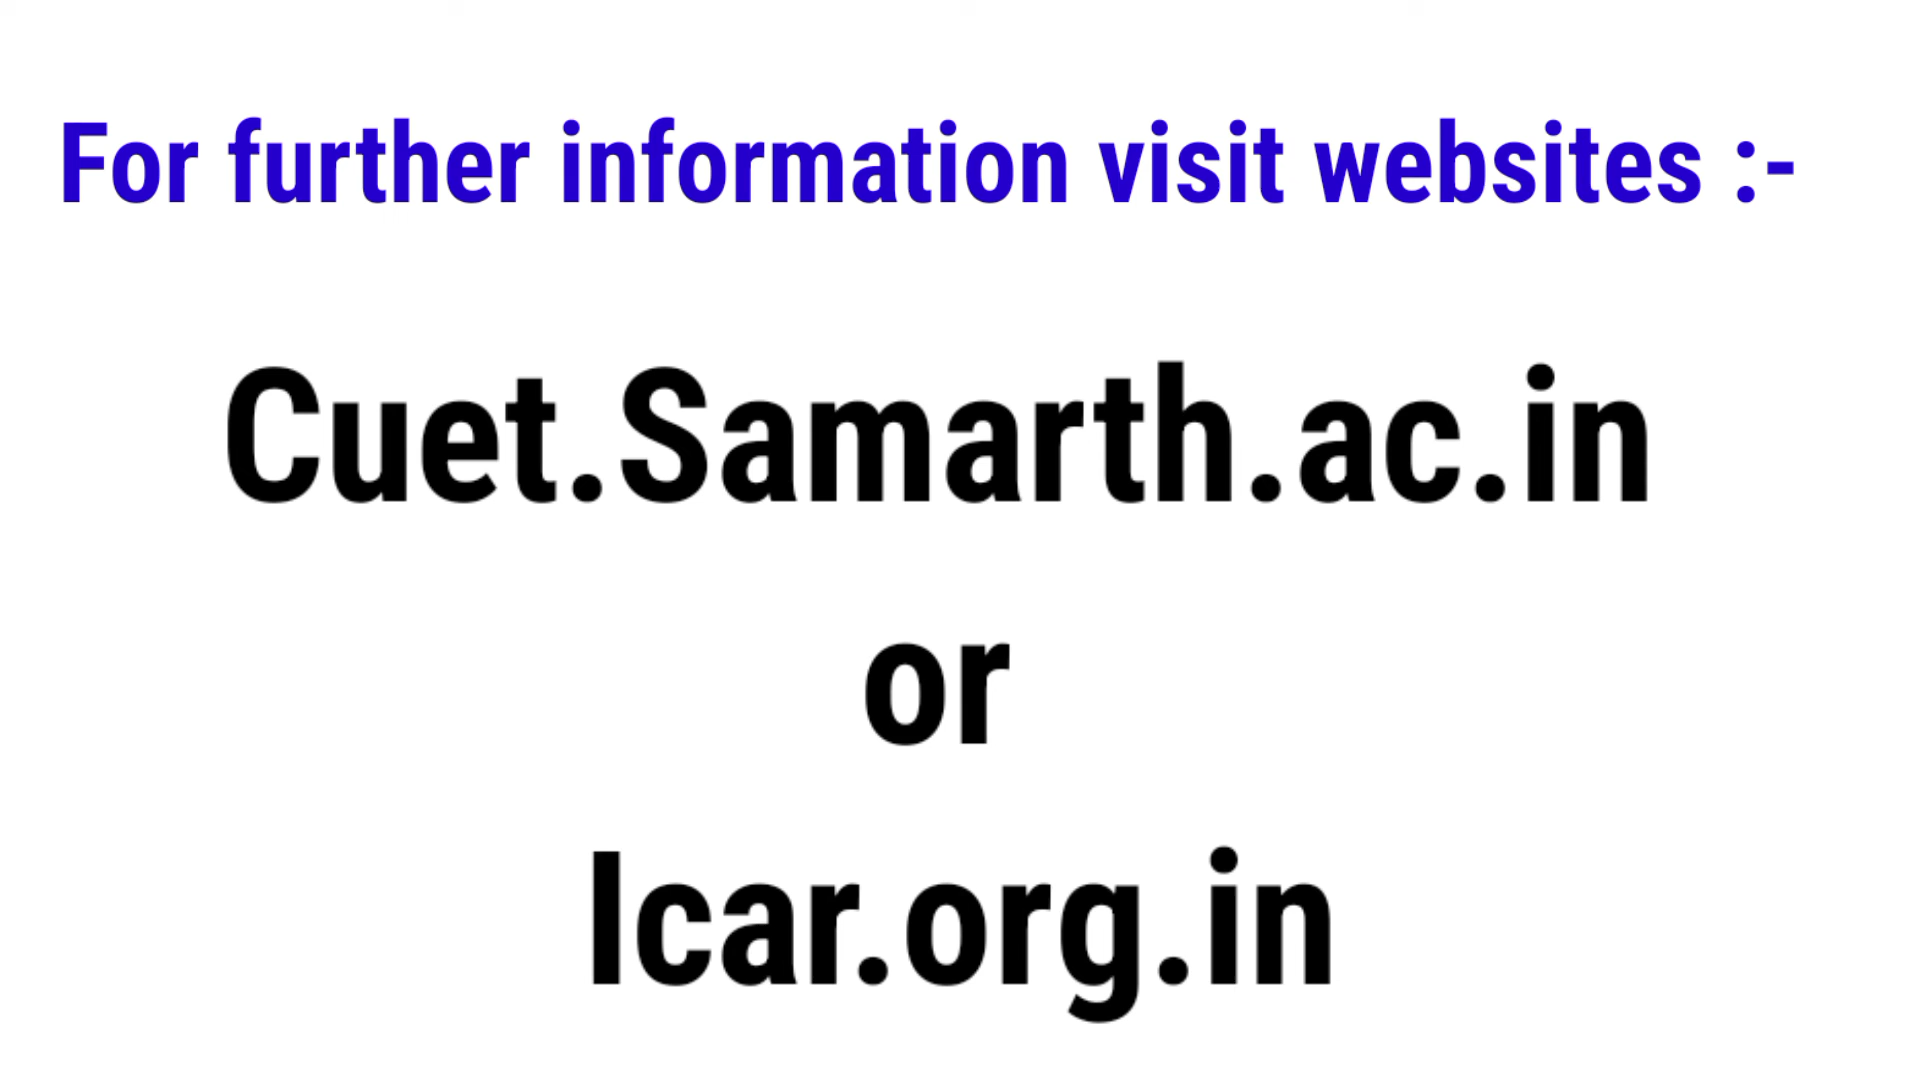 For further information visit websites :-
Cuet.Samarth.ac.in
or
Icar.org.in